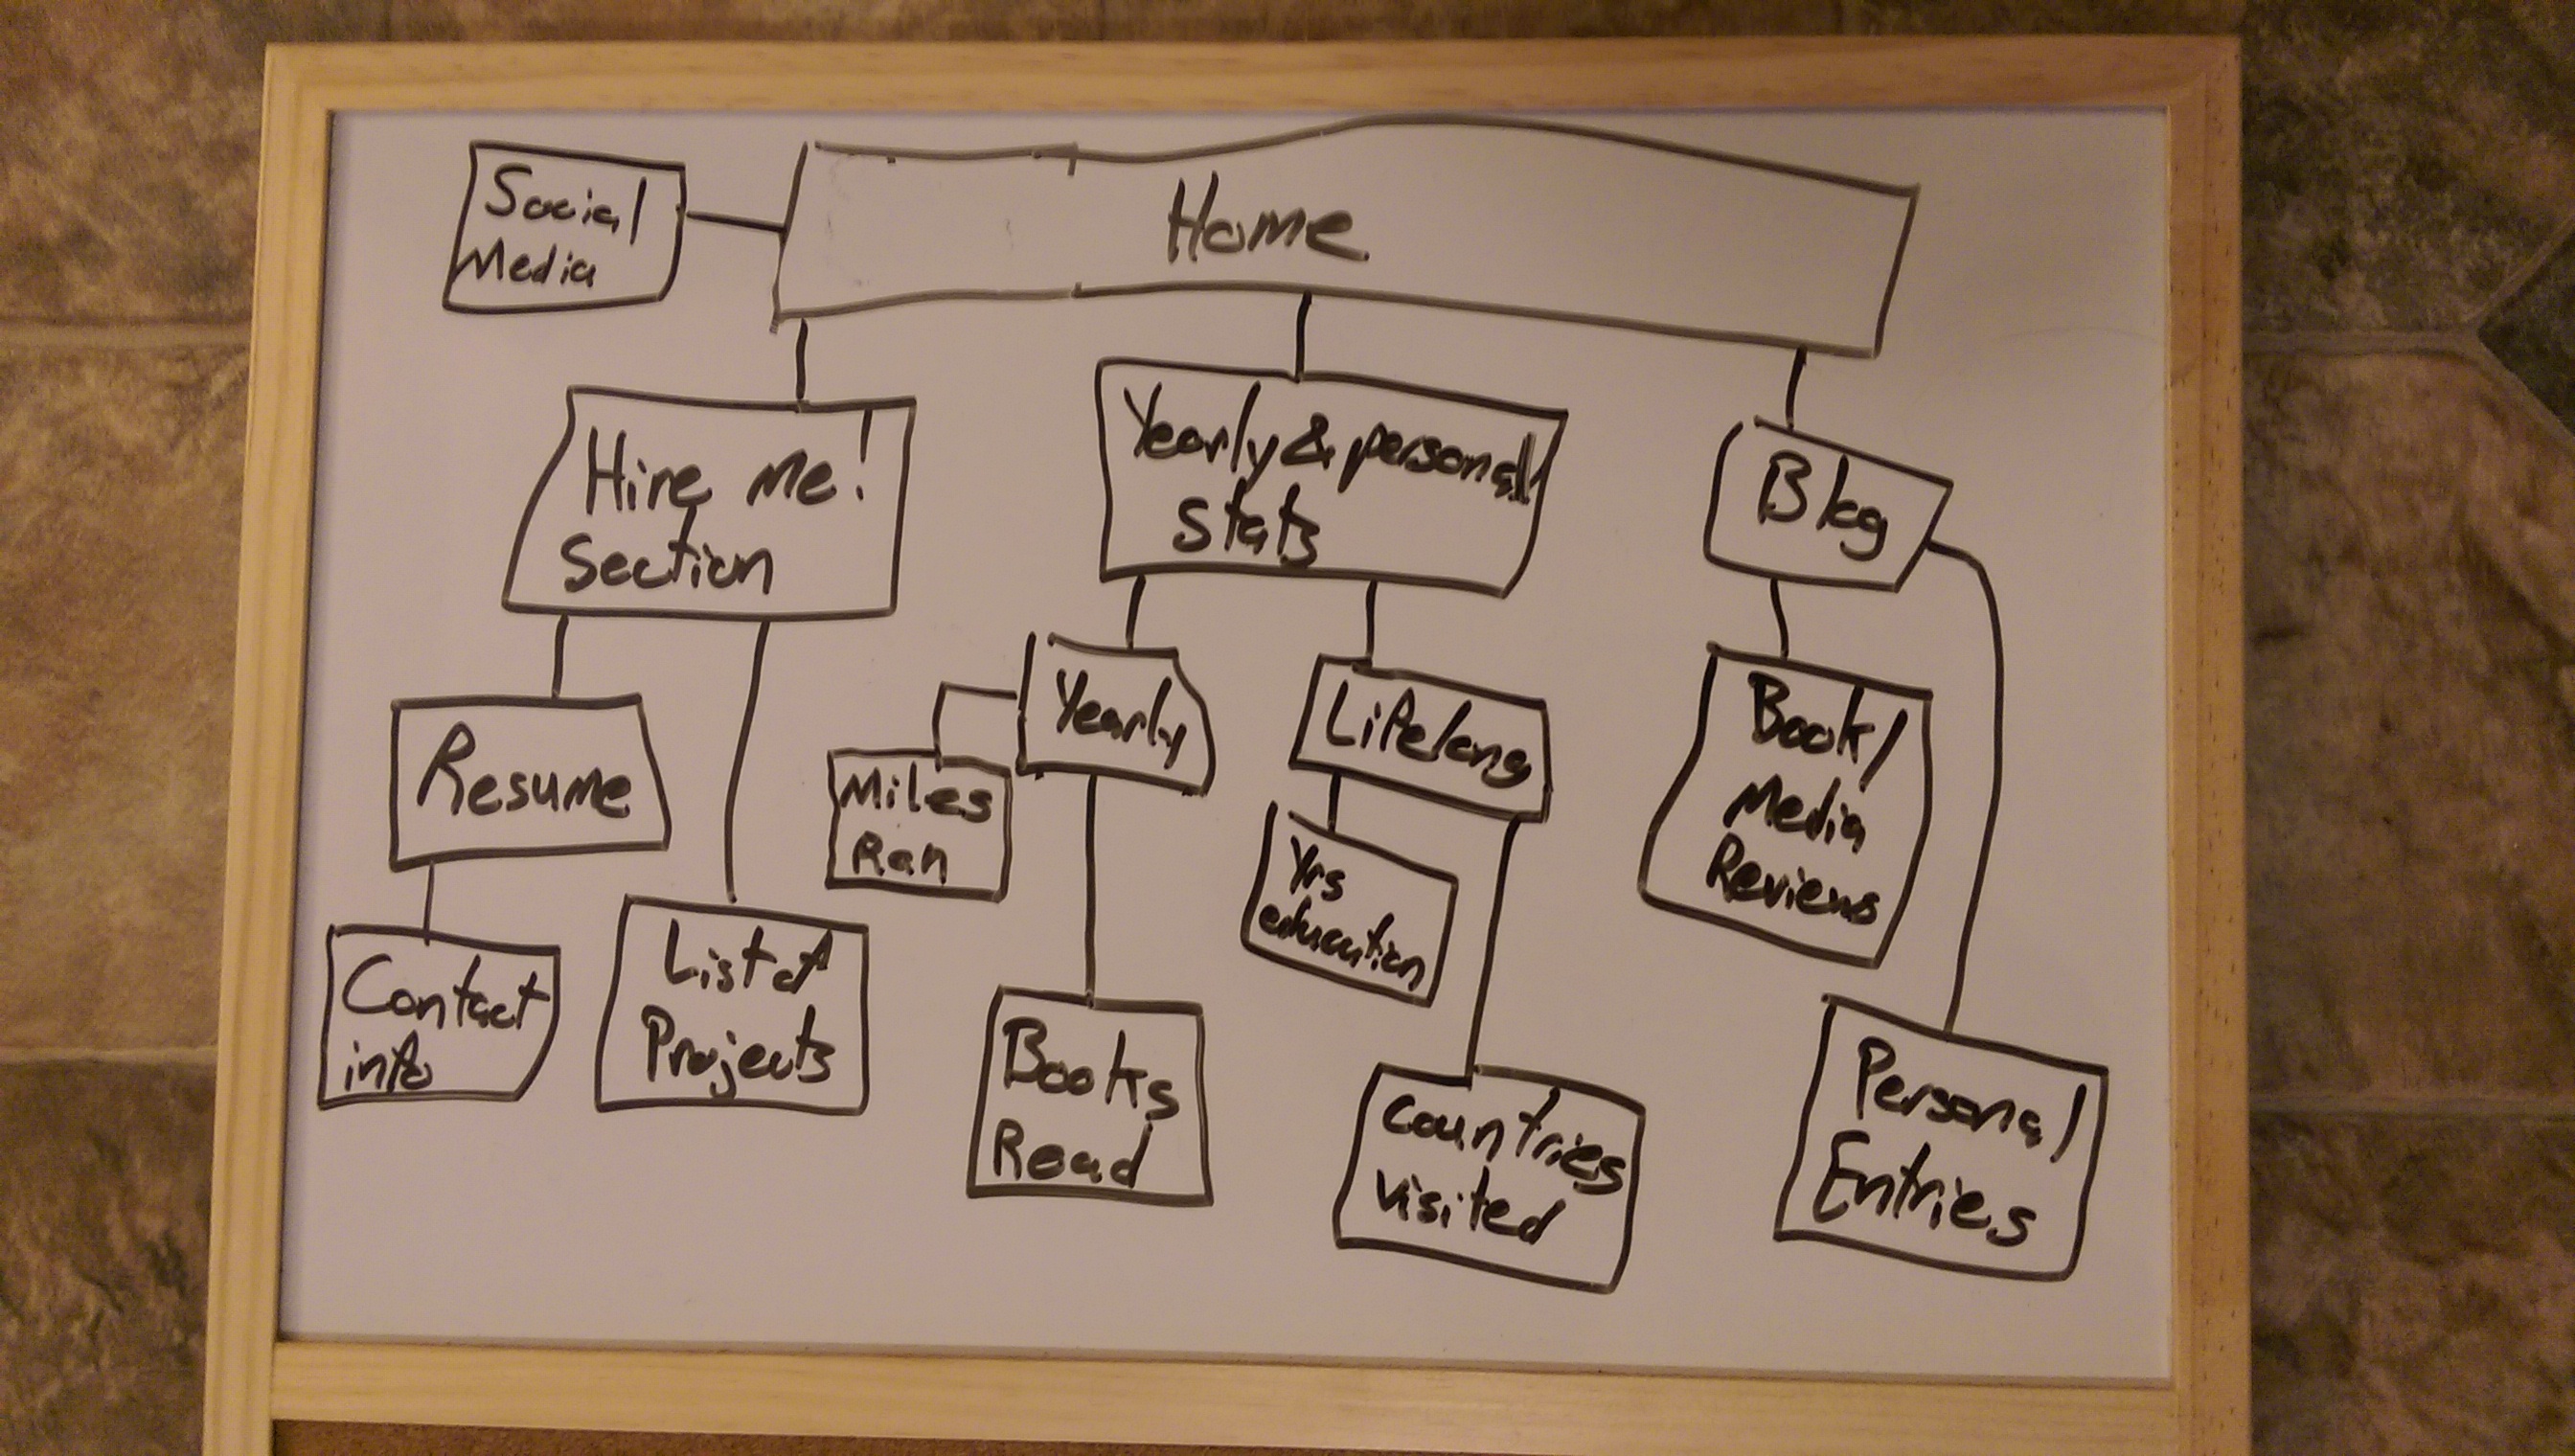 Social
Media
Home
Hire me!
Section
Yearly & personal
Stats
Blog
Resume
Yearly
Lifelong
Book/
Media
Reviews
Miles
Ran
Yrs
education
Contact
info
List of
Projects
Books
Read
Countries
Visited
Personal
Entries